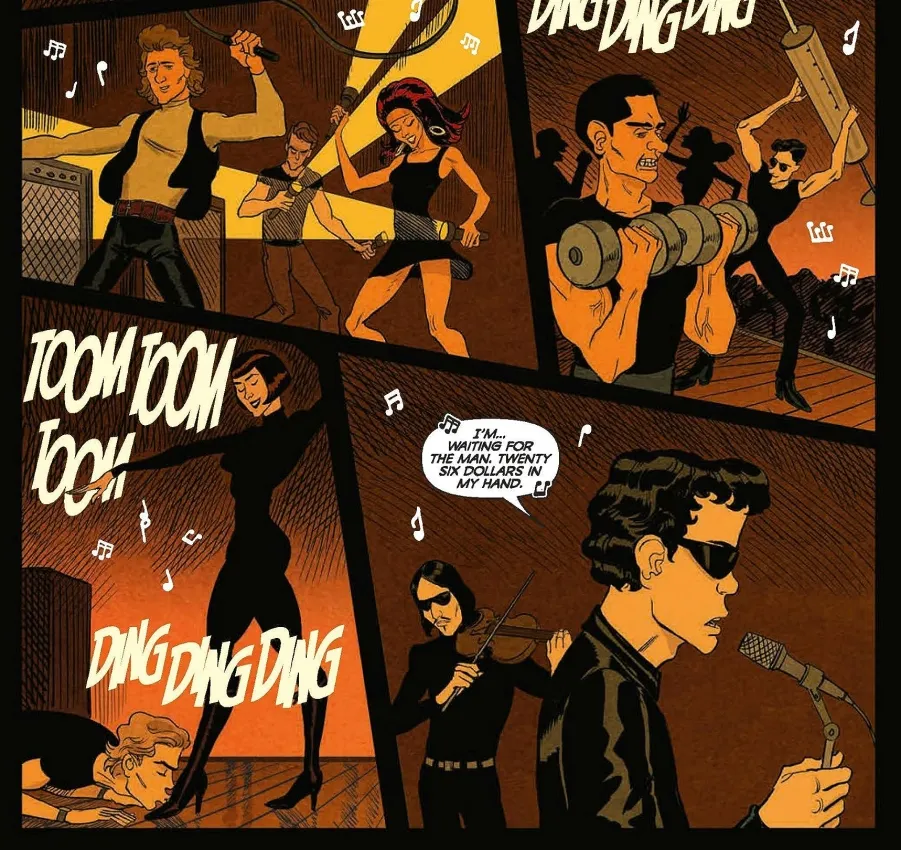 DING DING DING
TOOM TOOM
TOOM
I'M...
WAITING FOR
THE MAN. TWENTY
SIX DOLLARS IN
MY HAND.
DING DING DING